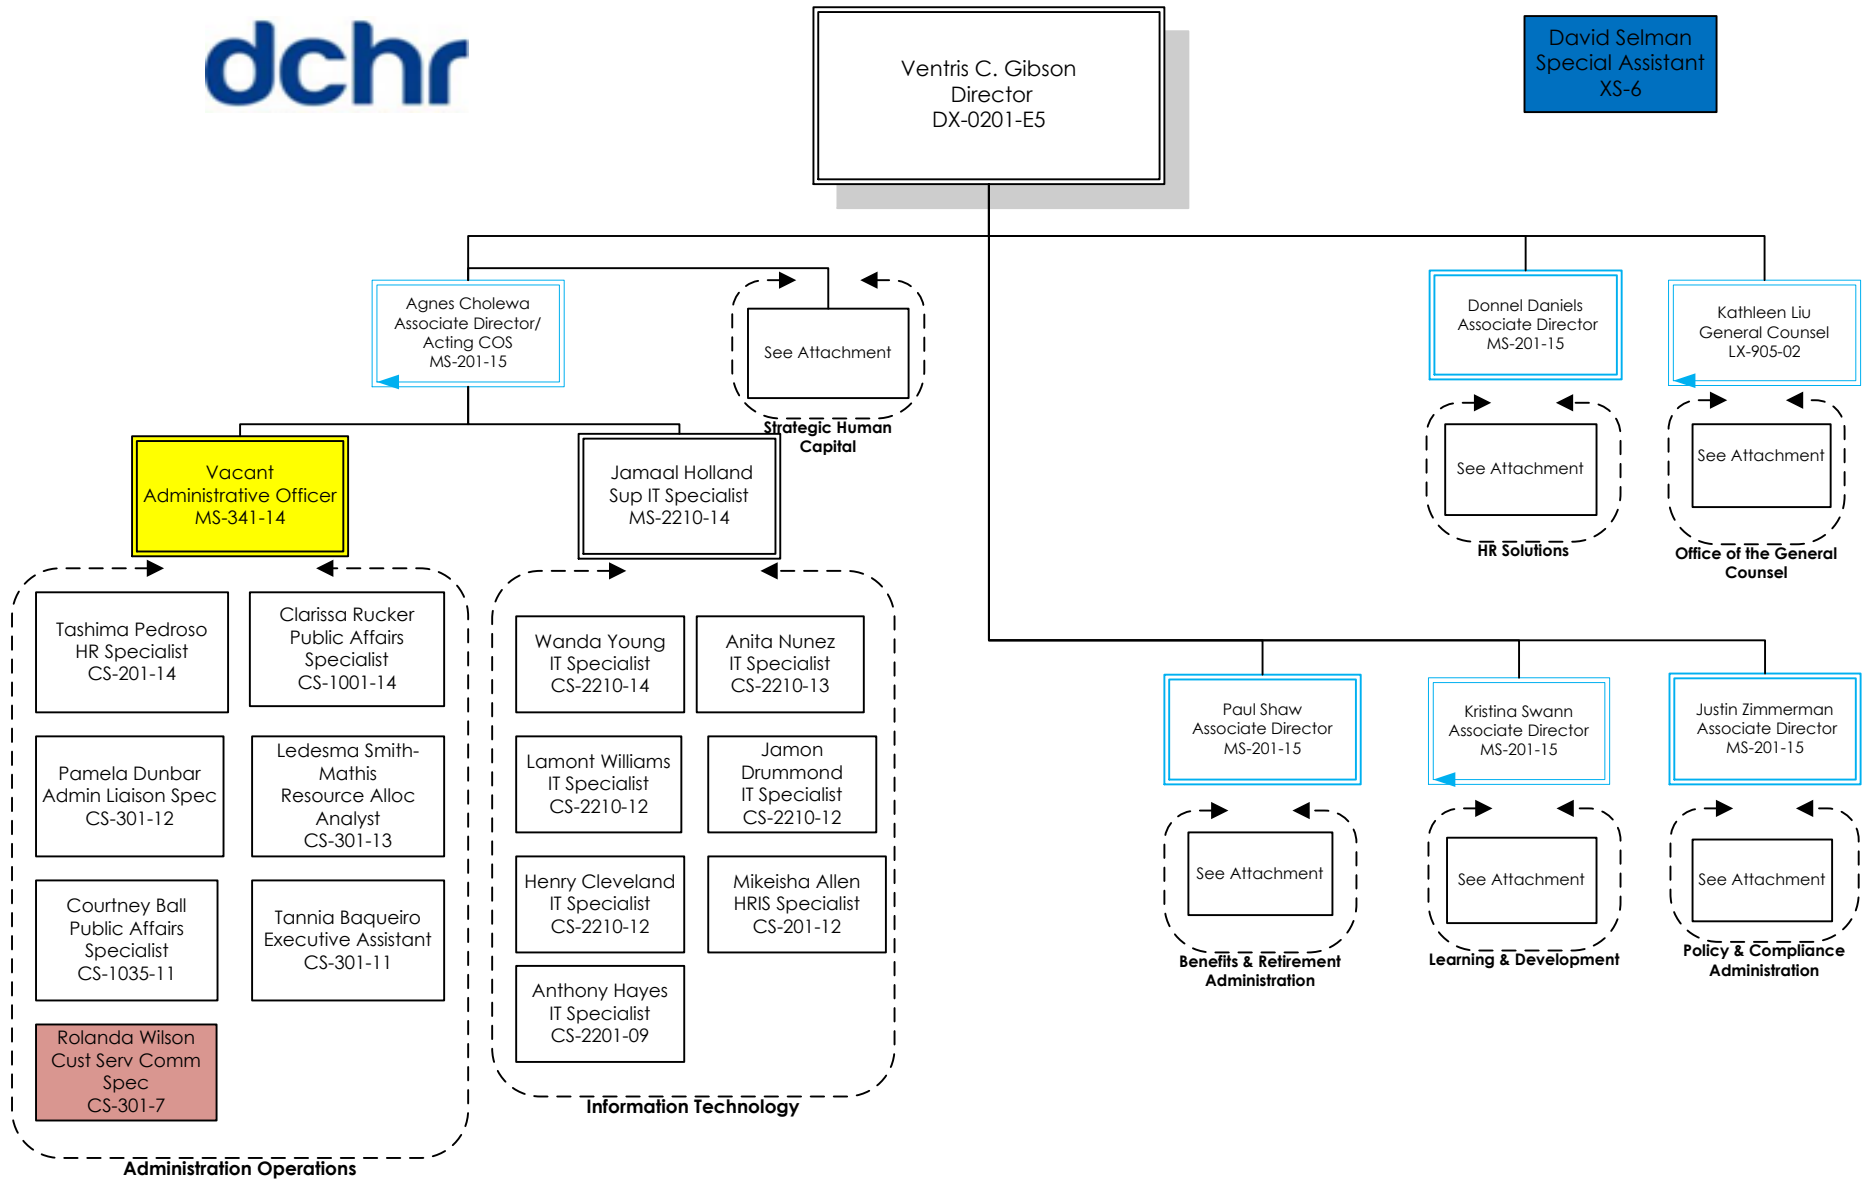 dchr
Ventris C. Gibson
Director
DX-0201-E5
David Selman
Special Assistant
XS-6
Agnes Cholewa
Associate Director/
Acting COS
MS-201-15
See Attachment
Strategic Human
Capital
Donnel Daniels
Associate Director
MS-201-15
See Attachment
HR Solutions
Kathleen Liu
General Counsel
LX-905-02
See Attachment
Office of the General
Counsel
Vacant
Administrative Officer
MS-341-14
Jamaal Holland
Sup IT Specialist
MS-2210-14
Tashima Pedroso
HR Specialist
CS-201-14
Clarissa Rucker
Public Affairs
Specialist
CS-1001-14
Pamela Dunbar
Admin Liaison Spec
CS-301-12
Ledesma Smith-
Mathis
Resource Alloc
Analyst
CS-301-13
Courtney Ball
Public Affairs
Specialist
CS-1035-11
Tannia Baqueiro
Executive Assistant
CS-301-11
Rolanda Wilson
Cust Serv Comm
Spec
CS-301-7
Administration Operations
Wanda Young
IT Specialist
CS-2210-14
Anita Nunez
IT Specialist
CS-2210-13
Lamont Williams
IT Specialist
CS-2210-12
Jamon
Drummond
IT Specialist
CS-2210-12
Henry Cleveland
IT Specialist
CS-2210-12
Mikeisha Allen
HRIS Specialist
CS-201-12
Anthony Hayes
IT Specialist
CS-2201-09
Information Technology
Paul Shaw
Associate Director
MS-201-15
See Attachment
Benefits & Retirement
Administration
Kristina Swann
Associate Director
MS-201-15
See Attachment
Learning & Development
Justin Zimmerman
Associate Director
MS-201-15
See Attachment
Policy & Compliance
Administration